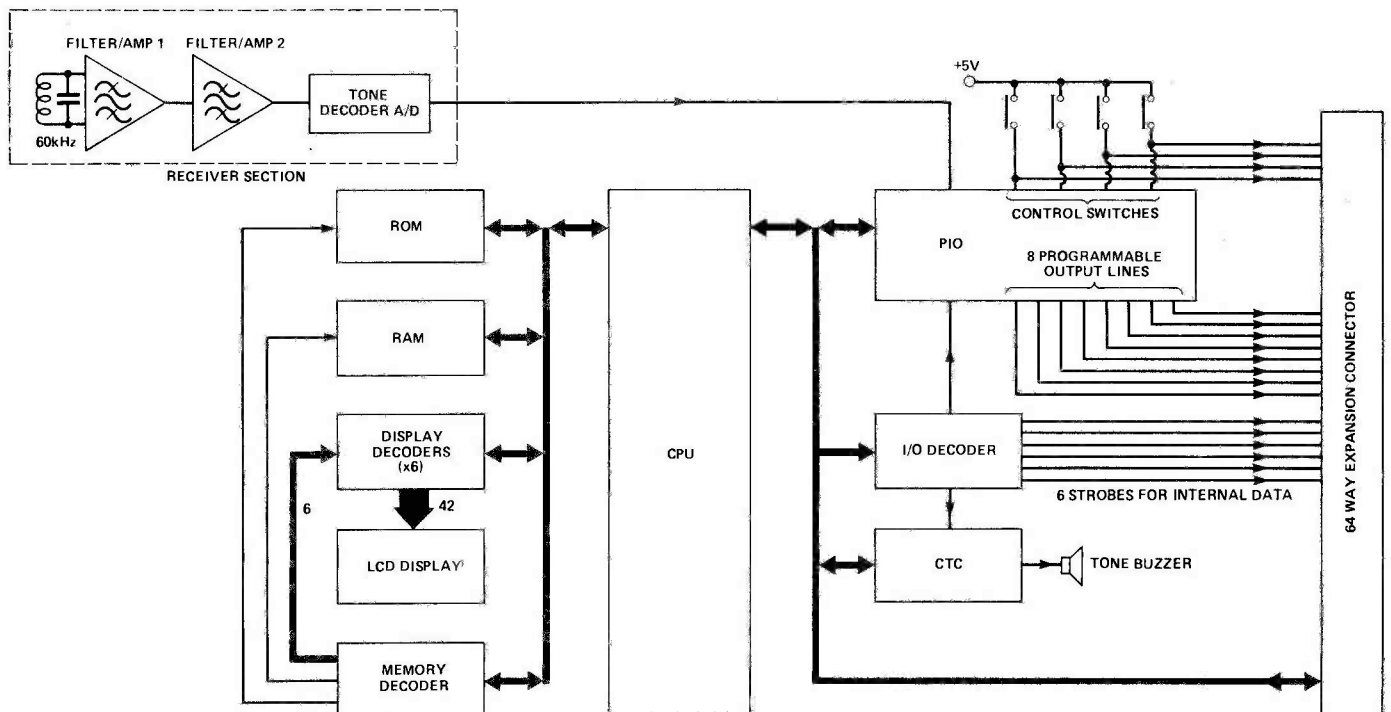 FILTER/AMP 1
FILTER/AMP 2
TONE
DECODER A/D
60kHz
RECEIVER SECTION
+5V
ROM
CONTROL SWITCHES
PIO
8 PROGRAMMABLE
OUTPUT LINES
RAM
DISPLAY
DECODERS
(x6)
CPU
I/O DECODER
6
42
6 STROBES FOR INTERNAL DATA
64 WAY EXPANSION CONNECTOR
LCD DISPLAY
CTC
TONE BUZZER
MEMORY
DECODER